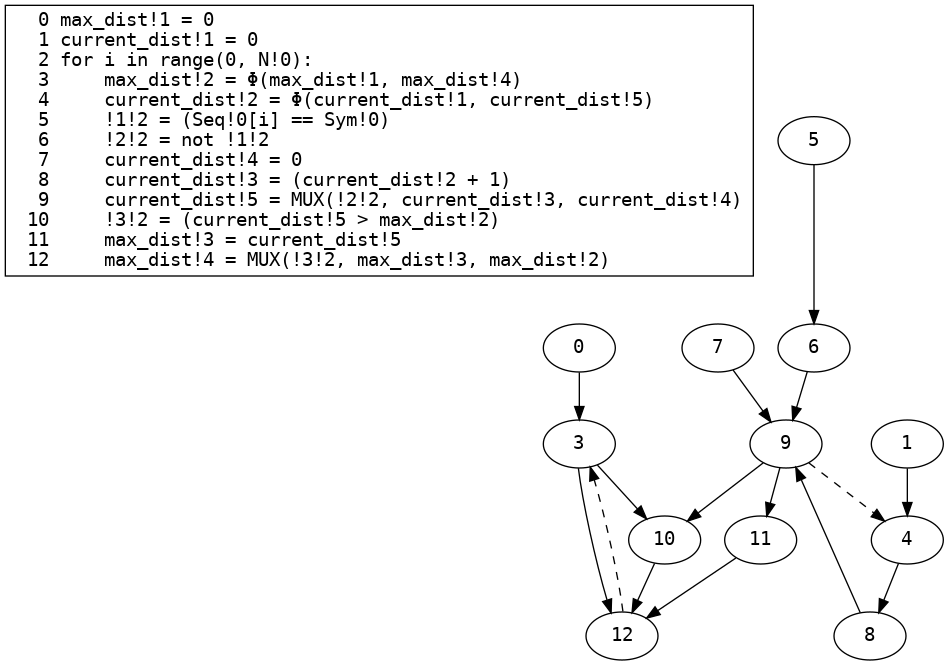 0 max_dist!1 = 0
1 current_dist!1 = 0
2 for i in range(0, N!0):
3     max_dist!2 = Φ(max_dist!1, max_dist!4)
4     current_dist!2 = Φ(current_dist!1, current_dist!5)
5     !1!2 = (Seq!0[i] == Sym!0)
6     !2!2 = not !1!2
7     current_dist!4 = 0
8     current_dist!3 = (current_dist!2 + 1)
9     current_dist!5 = MUX(!2!2, current_dist!3, current_dist!4)
10     !3!2 = (current_dist!5 > max_dist!2)
11     max_dist!3 = current_dist!5
12     max_dist!4 = MUX(!3!2, max_dist!3, max_dist!2)
5
0 7 6
3 9 1
10 11 4
12 8